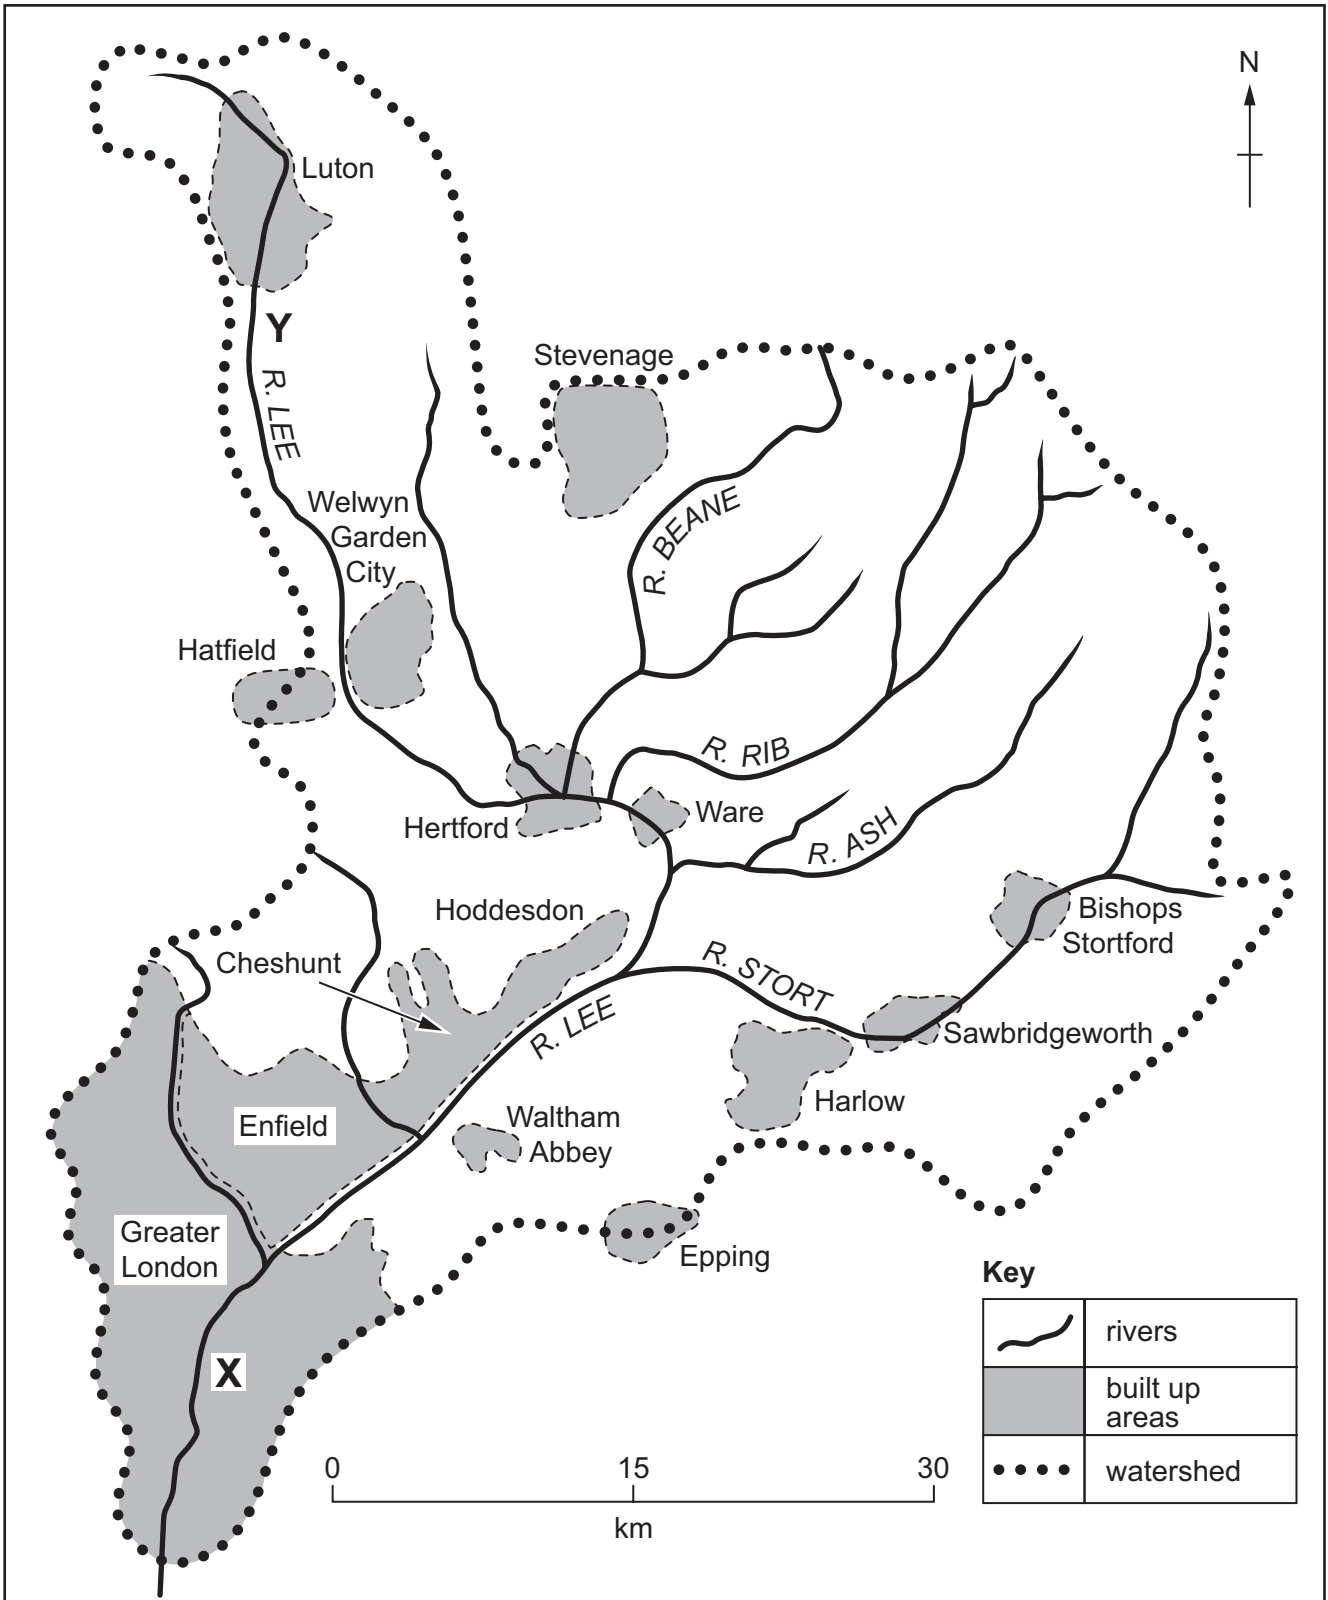 N
Luton
Y
Stevenage
R. LEE
R. BEANE
Welwyn
Garden
City
Hatfield
R. RIB
Ware
Hertford
R. ASH
Hoddesdon
Bishops
Stortford
Cheshunt
R. STORT
R. LEE
Sawbridgeworth
Harlow
Enfield
Waltham
Abbey
Greater
London
Epping
X
Key
rivers
built up
areas
watershed
0 15 30
km